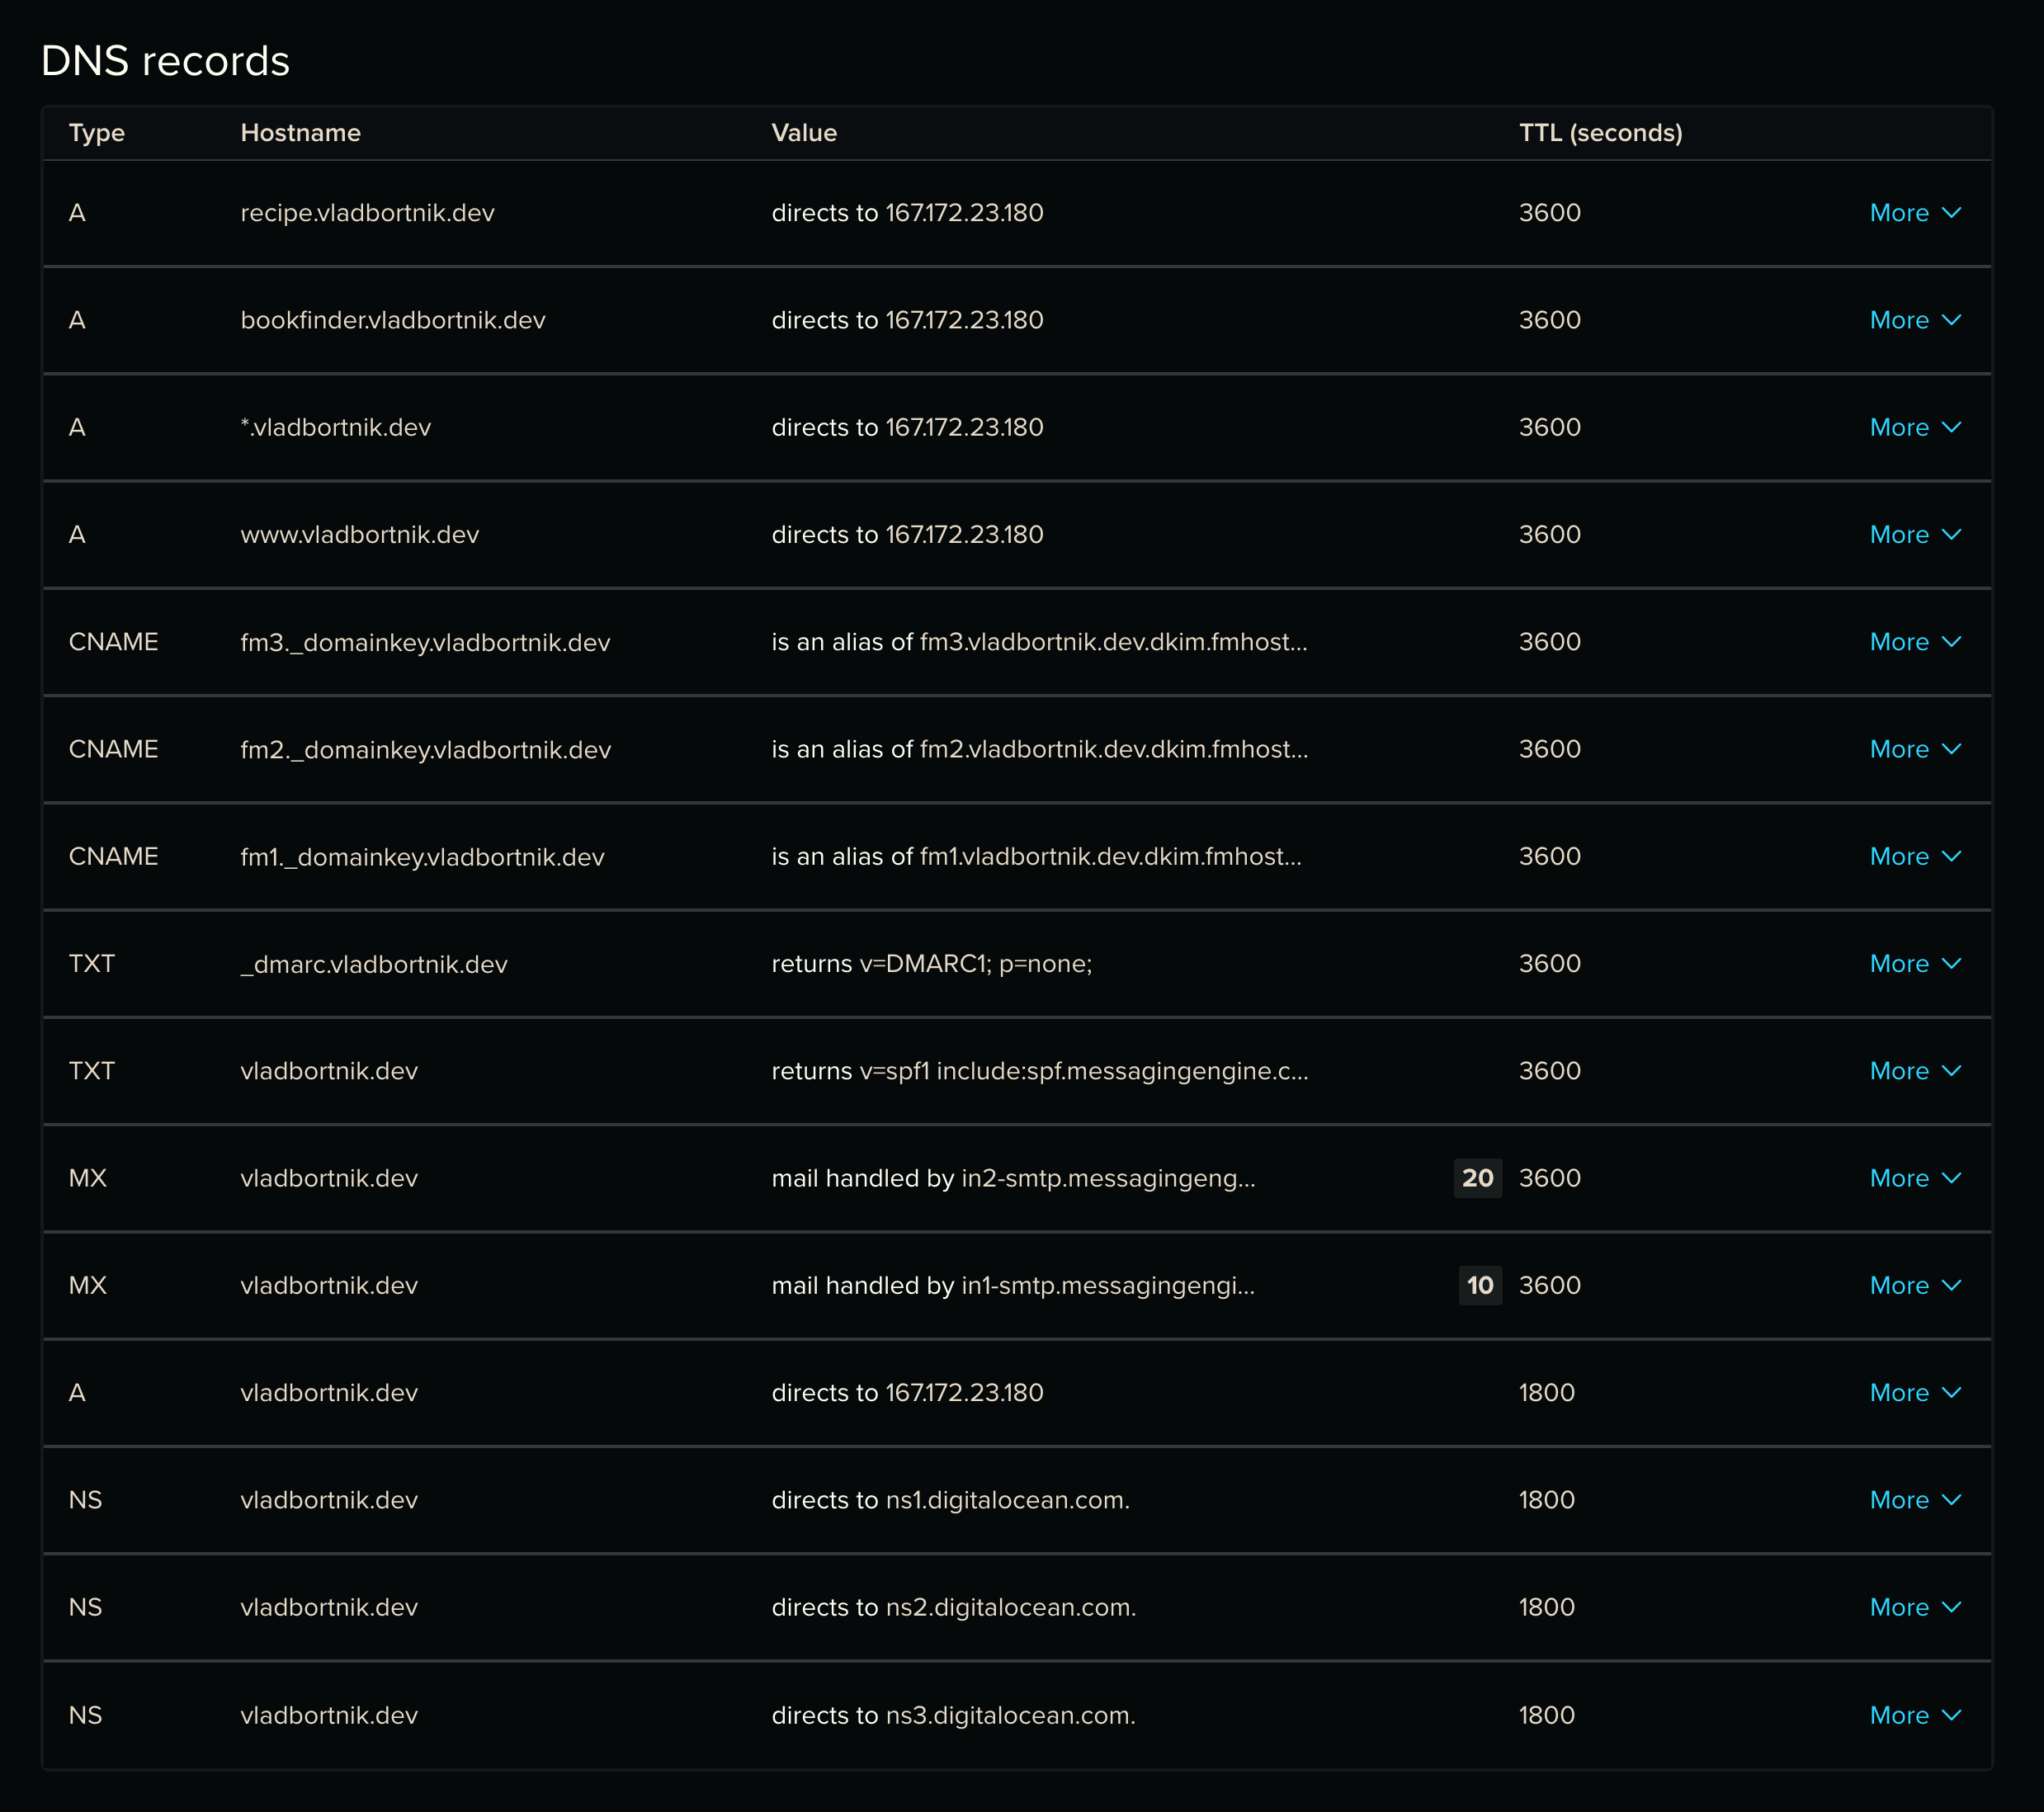 DNS records
Type Hostname Value TTL (seconds)
A recipe.vladbortnik.dev directs to 167.172.23.180 3600 More
A bookfinder.vladbortnik.dev directs to 167.172.23.180 3600 More
A *.vladbortnik.dev directs to 167.172.23.180 3600 More
A www.vladbortnik.dev directs to 167.172.23.180 3600 More
CNAME fm3._domainkey.vladbortnik.dev is an alias of fm3.vladbortnik.dev.dkim.fmhost... 3600 More
CNAME fm2._domainkey.vladbortnik.dev is an alias of fm2.vladbortnik.dev.dkim.fmhost... 3600 More
CNAME fm1._domainkey.vladbortnik.dev is an alias of fm1.vladbortnik.dev.dkim.fmhost... 3600 More
TXT _dmarc.vladbortnik.dev returns v=DMARC1; p=none; 3600 More
TXT vladbortnik.dev returns v=spf1 include:spf.messagingengine.c... 3600 More
MX vladbortnik.dev mail handled by in2-smtp.messagingeng... 20 3600 More
MX vladbortnik.dev mail handled by in1-smtp.messagingengi... 10 3600 More
A vladbortnik.dev directs to 167.172.23.180 1800 More
NS vladbortnik.dev directs to ns1.digitalocean.com. 1800 More
NS vladbortnik.dev directs to ns2.digitalocean.com. 1800 More
NS vladbortnik.dev directs to ns3.digitalocean.com. 1800 More